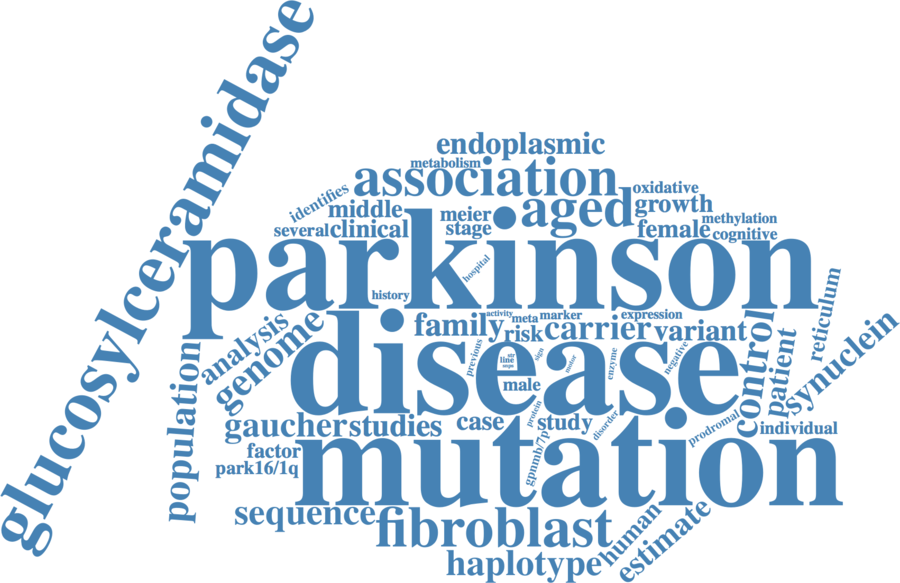 glucosylceramidase
endoplasmic
metabolism
association
oxidative
identifies
middle
meier
aged
growth
methylation
several
clinical
stage
female
cognitive
parkinson
hospital
history
reticulum
activity
meta
marker
expression
family
risk
carrier
variant
control
patient
synuclein
analysis
genome
disease
previous
str
line
sign
motor
enzyme
negative
male
population
gaucher
studies
case
protein
study
disorder
prodromal
individual
factor
park16/1q
gpnmb/7p
mutation
sequence
fibroblast
human
estimate
haplotype